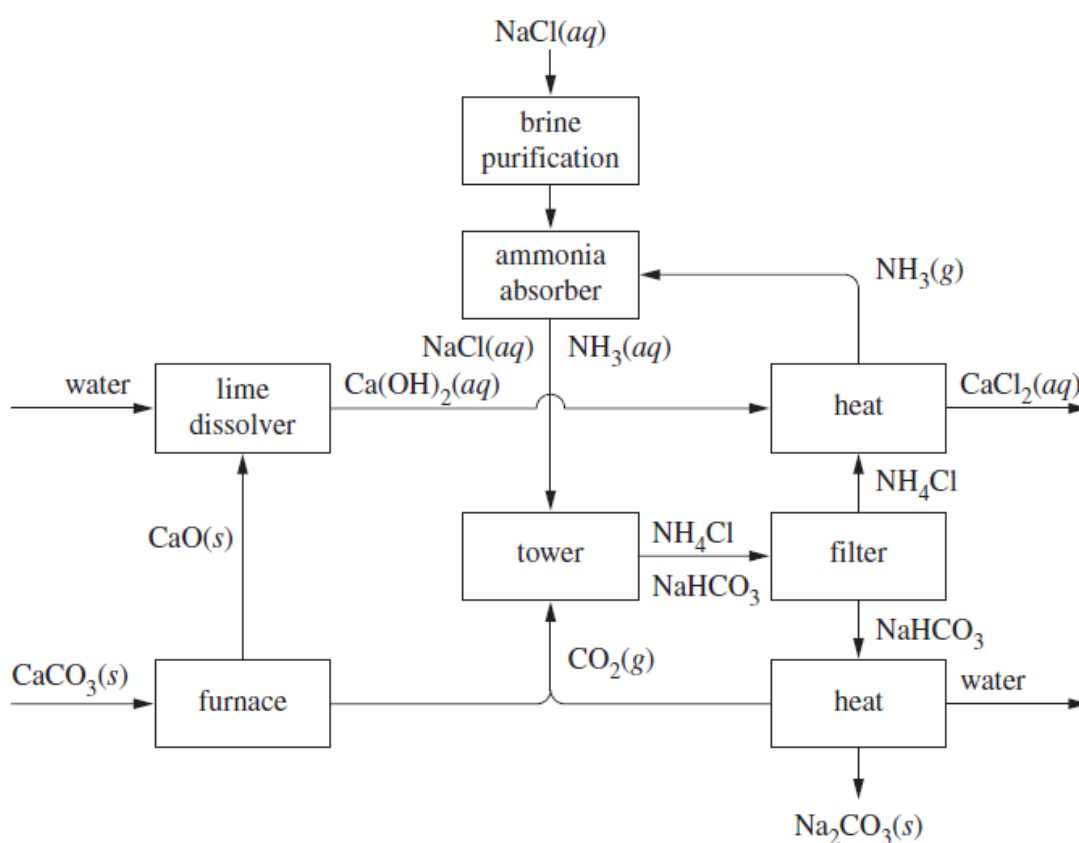 NaCl(aq)
brine
purification
ammonia
absorber
NH₃(g)
NaCl(aq)
NH₃(aq)
water
lime
dissolver
Ca(OH)₂(aq)
heat
CaCl₂(aq)
NH₄Cl
CaO(s)
tower
NH₄Cl
NaHCO₃
filter
NaHCO₃
CaCO₃(s)
furnace
CO₂(g)
heat
water
Na₂CO₃(s)